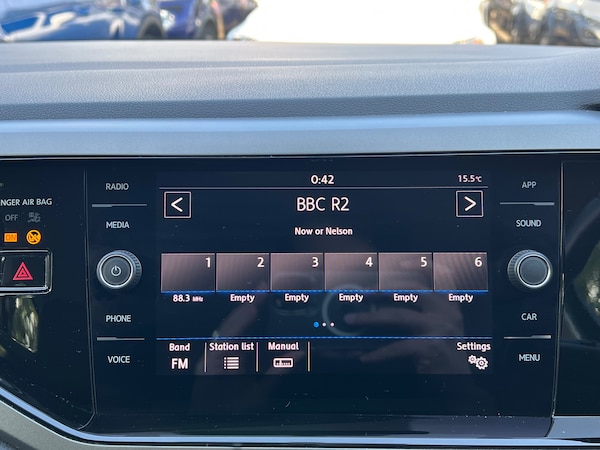 0:42
15.5°C
RADIO
APP
BBC R2
NGER AIR BAG
OFF
MEDIA
SOUND
Now or Nelson
ON
1 2 3 4 5 6
88.3 MHz Empty Empty Empty Empty Empty
PHONE
CAR
Band Station list Manual Settings
FM
VOICE
MENU